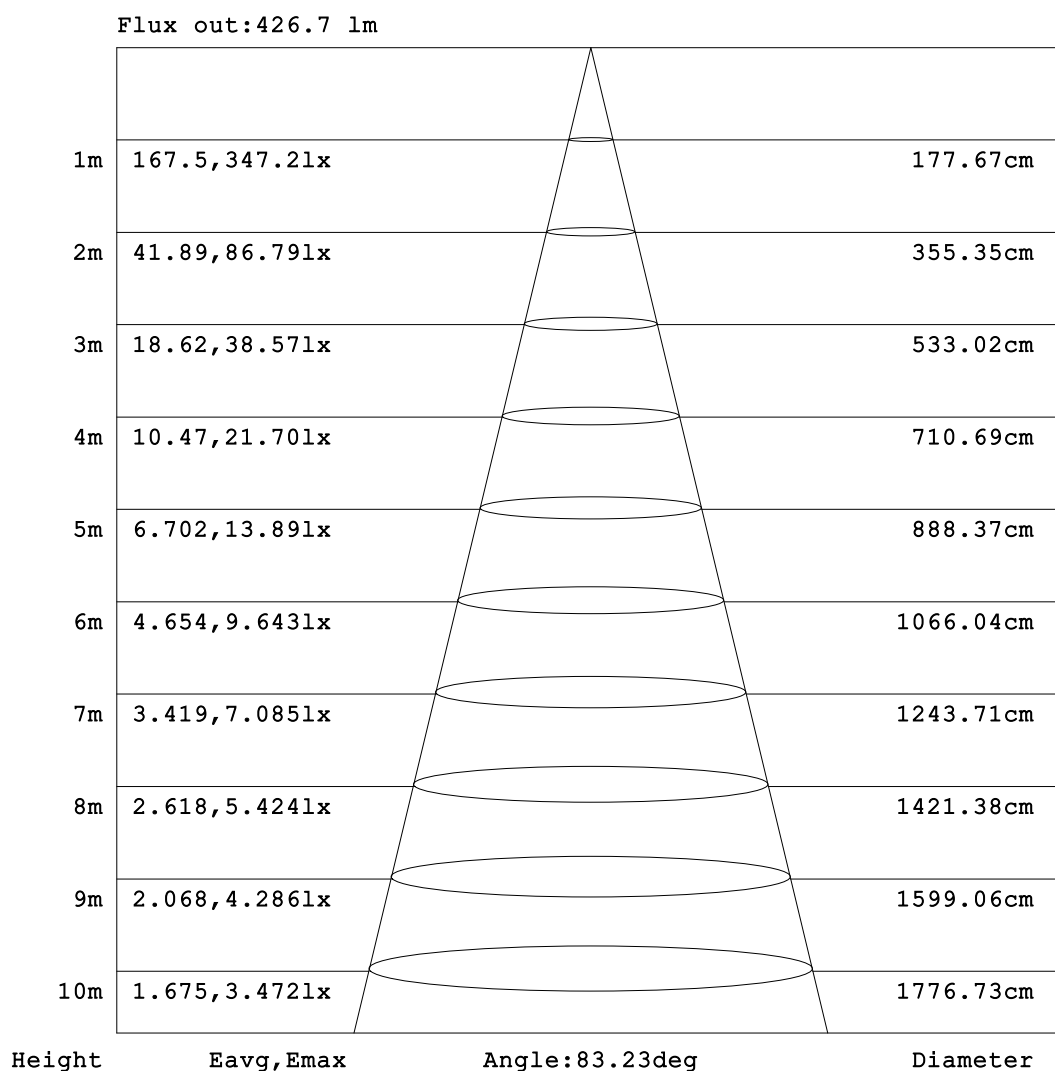 Flux out:426.7 lm
1m 167.5,347.2lx 177.67cm
2m 41.89,86.79lx 355.35cm
3m 18.62,38.57lx 533.02cm
4m 10.47,21.70lx 710.69cm
5m 6.702,13.89lx 888.37cm
6m 4.654,9.643lx 1066.04cm
7m 3.419,7.085lx 1243.71cm
8m 2.618,5.424lx 1421.38cm
9m 2.068,4.286lx 1599.06cm
10m 1.675,3.472lx 1776.73cm
Height Eavg,Emax Angle:83.23deg Diameter